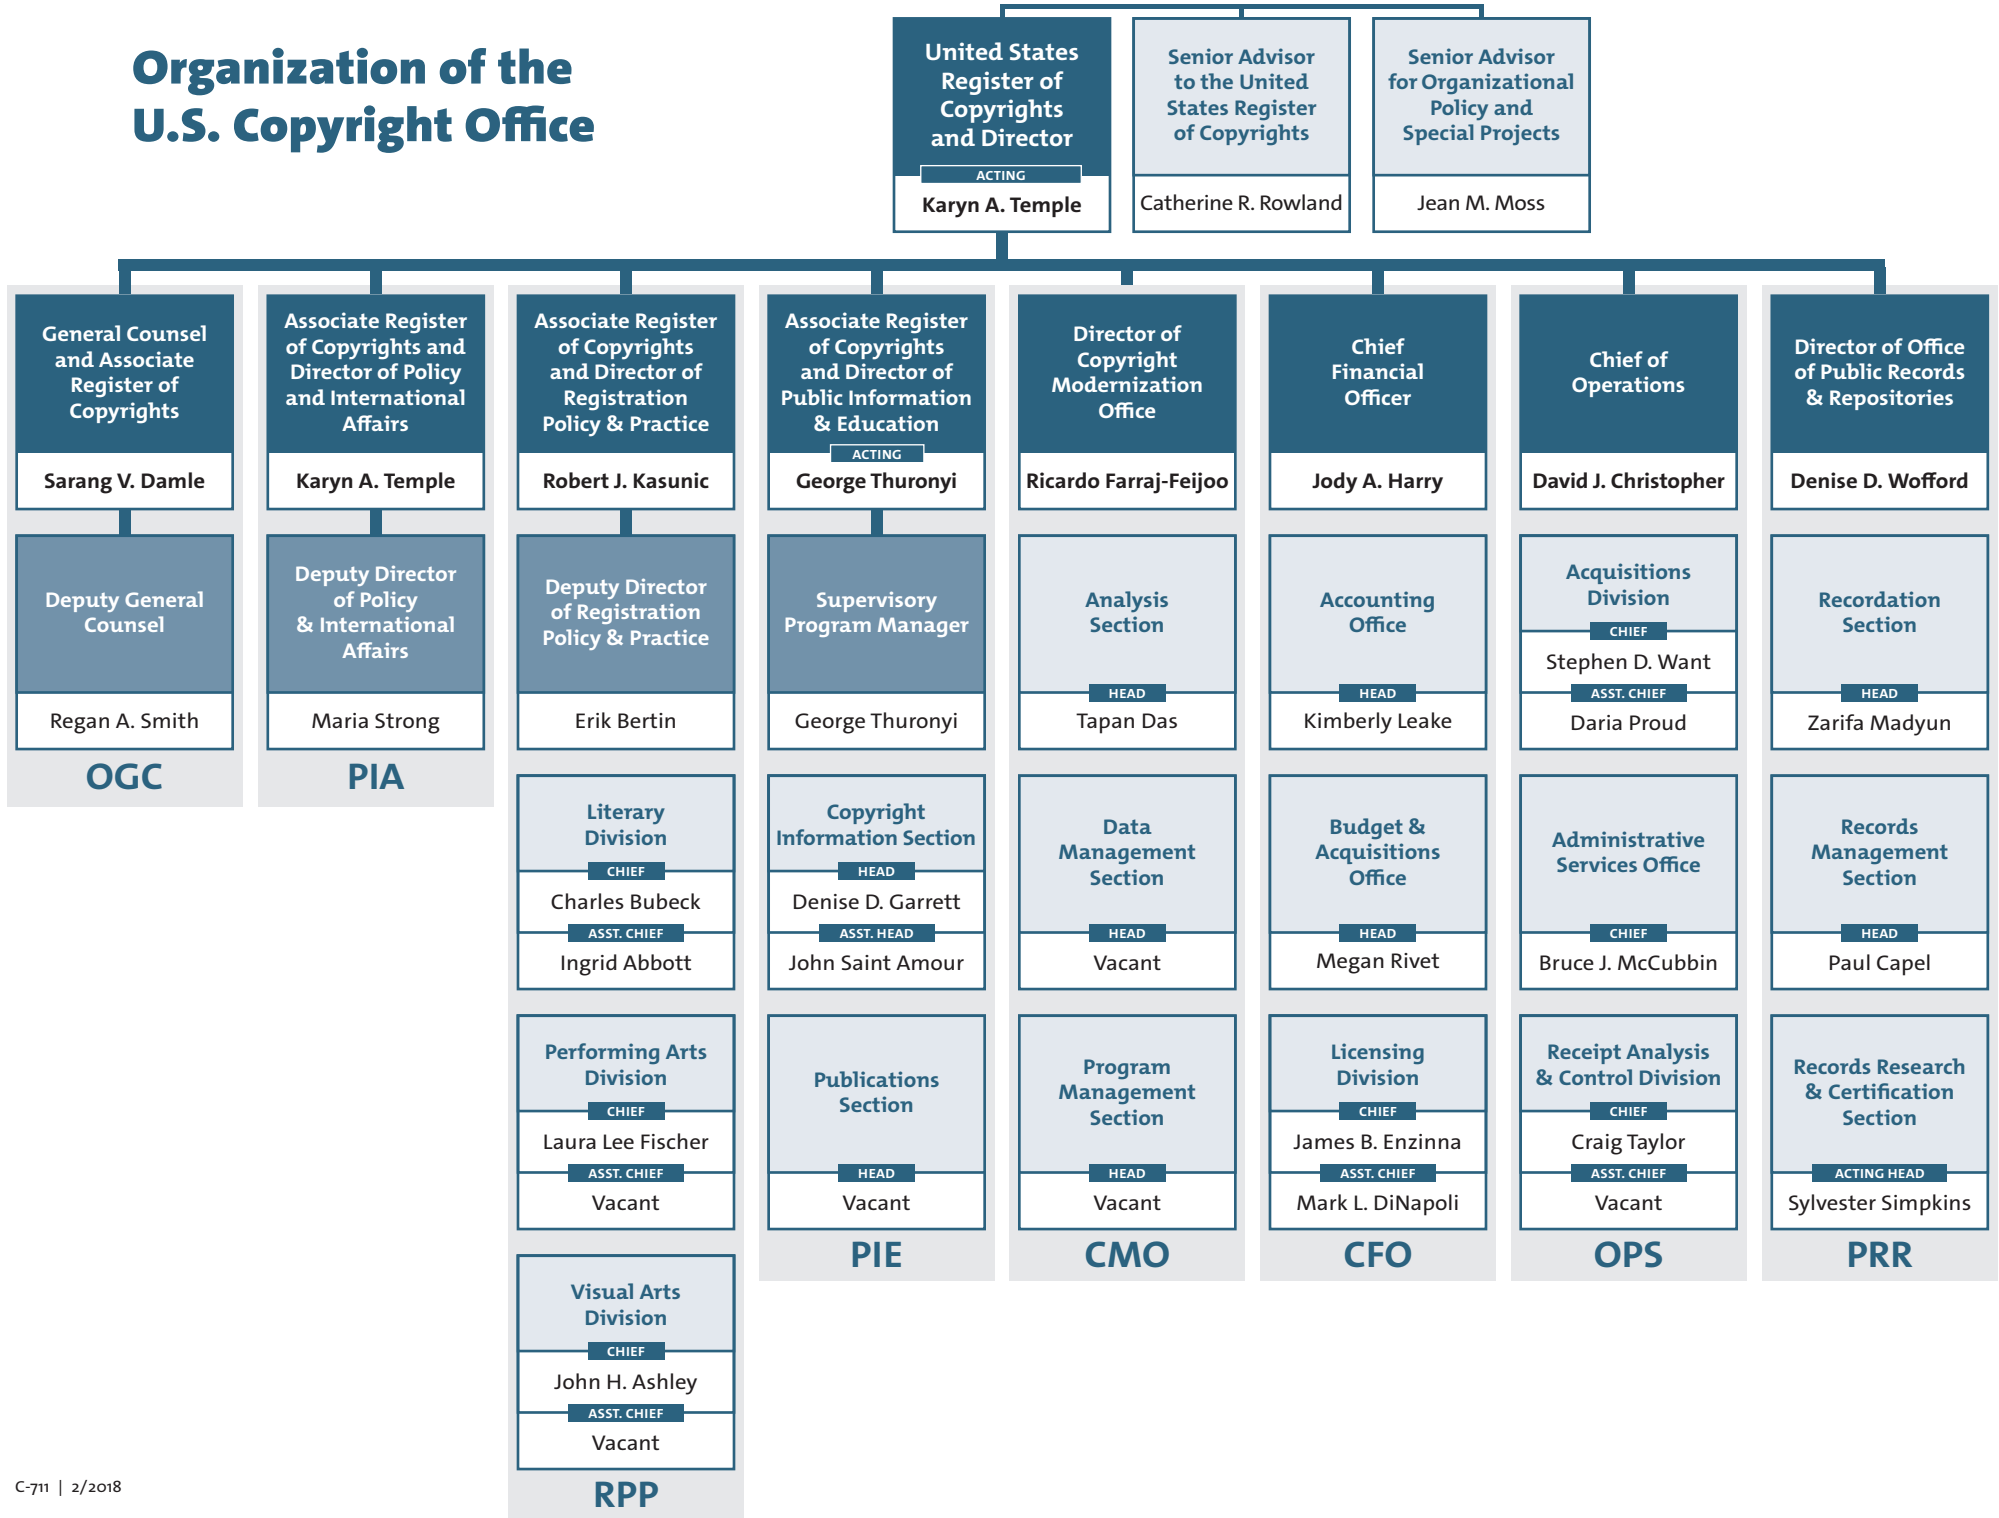 Organization of the
U.S. Copyright Office
United States
Register of
Copyrights
and Director
ACTING
Karyn A. Temple
Senior Advisor
to the United
States Register
of Copyrights
Catherine R. Rowland
Senior Advisor
for Organizational
Policy and
Special Projects
Jean M. Moss
General Counsel
and Associate
Register of
Copyrights
Sarang V. Damle
Deputy General
Counsel
Regan A. Smith
OGC
Associate Register
of Copyrights and
Director of Policy
and International
Affairs
Karyn A. Temple
Deputy Director
of Policy
& International
Affairs
Maria Strong
PIA
Associate Register
of Copyrights
and Director of
Registration
Policy & Practice
Robert J. Kasunic
Deputy Director
of Registration
Policy & Practice
Erik Bertin
Literary
Division
CHIEF
Charles Bubeck
ASST. CHIEF
Ingrid Abbott
Performing Arts
Division
CHIEF
Laura Lee Fischer
ASST. CHIEF
Vacant
Visual Arts
Division
CHIEF
John H. Ashley
ASST. CHIEF
Vacant
RPP
Associate Register
of Copyrights
and Director of
Public Information
& Education
ACTING
George Thuronyi
Supervisory
Program Manager
George Thuronyi
Copyright
Information Section
HEAD
Denise D. Garrett
ASST. HEAD
John Saint Amour
Publications
Section
HEAD
Vacant
PIE
Director of
Copyright
Modernization
Office
Ricardo Farraj-Feijoo
Analysis
Section
HEAD
Tapan Das
Data
Management
Section
HEAD
Vacant
Program
Management
Section
HEAD
Vacant
CMO
Chief
Financial
Officer
Jody A. Harry
Accounting
Office
HEAD
Kimberly Leake
Budget &
Acquisitions
Office
HEAD
Megan Rivet
Licensing
Division
CHIEF
James B. Enzinna
ASST. CHIEF
Mark L. DiNapoli
CFO
Chief of
Operations
David J. Christopher
Acquisitions
Division
CHIEF
Stephen D. Want
ASST. CHIEF
Daria Proud
Administrative
Services Office
CHIEF
Bruce J. McCubbin
Receipt Analysis
& Control Division
CHIEF
Craig Taylor
ASST. CHIEF
Vacant
OPS
Director of Office
of Public Records
& Repositories
Denise D. Wofford
Recordation
Section
HEAD
Zarifa Madyun
Records
Management
Section
HEAD
Paul Capel
Records Research
& Certification
Section
ACTING HEAD
Sylvester Simpkins
PRR
C-711 | 2/2018